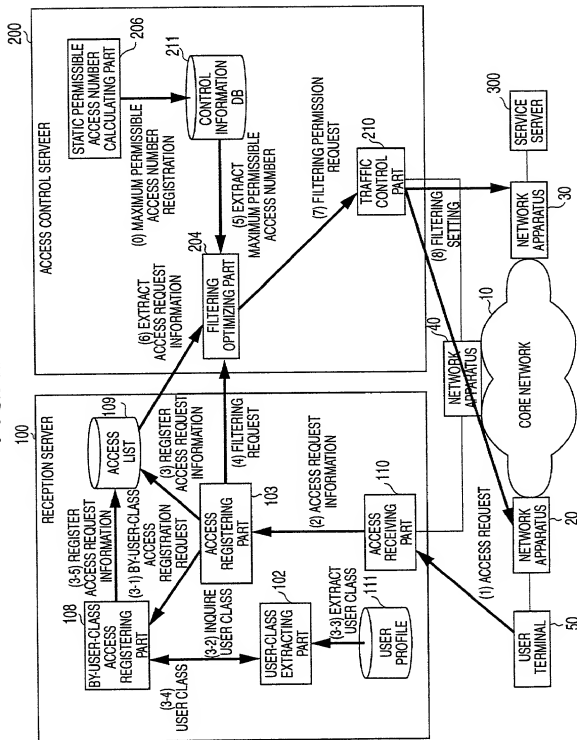 200
ACCESS CONTROL SERVEER
206
STATIC PERMISSIBLE
ACCESS NUMBER
CALCULATING PART
211
CONTROL
INFORMATION
DB
(0) MAXIMUM PERMISSIBLE
ACCESS NUMBER
REGISTRATION
(5) EXTRACT
MAXIMUM PERMISSIBLE
ACCESS NUMBER
204
FILTERING
OPTIMIZING PART
(6) EXTRACT
ACCESS REQUEST
INFORMATION
(7) FILTERING PERMISSION
REQUEST
210
TRAFFIC
CONTROL
PART
(8) FILTERING
SETTING
300
SERVICE
SERVER
30
NETWORK
APPARATUS
10
CORE NETWORK
40
NETWORK
APPARATUS
20
NETWORK
APPARATUS
50
USER
TERMINAL
100
RECEPTION SERVER
109
ACCESS
LIST
(3) REGISTER
ACCESS REQUEST
INFORMATION
(4) FILTERING
REQUEST
103
ACCESS
REGISTERING
PART
(2) ACCESS REQUEST
INFORMATION
110
ACCESS
RECEIVING
PART
(1) ACCESS REQUEST
(3-5) REGISTER
ACCESS REQUEST
INFORMATION
(3-1) BY-USER-CLASS
ACCESS
REGISTRATION
REQUEST
108
BY-USER-CLASS
ACCESS
REGISTERING
PART
(3-2) INQUIRE
USER CLASS
(3-4)
USER CLASS
102
USER-CLASS
EXTRACTING
PART
(3-3) EXTRACT
USER CLASS
111
USER
PROFILE